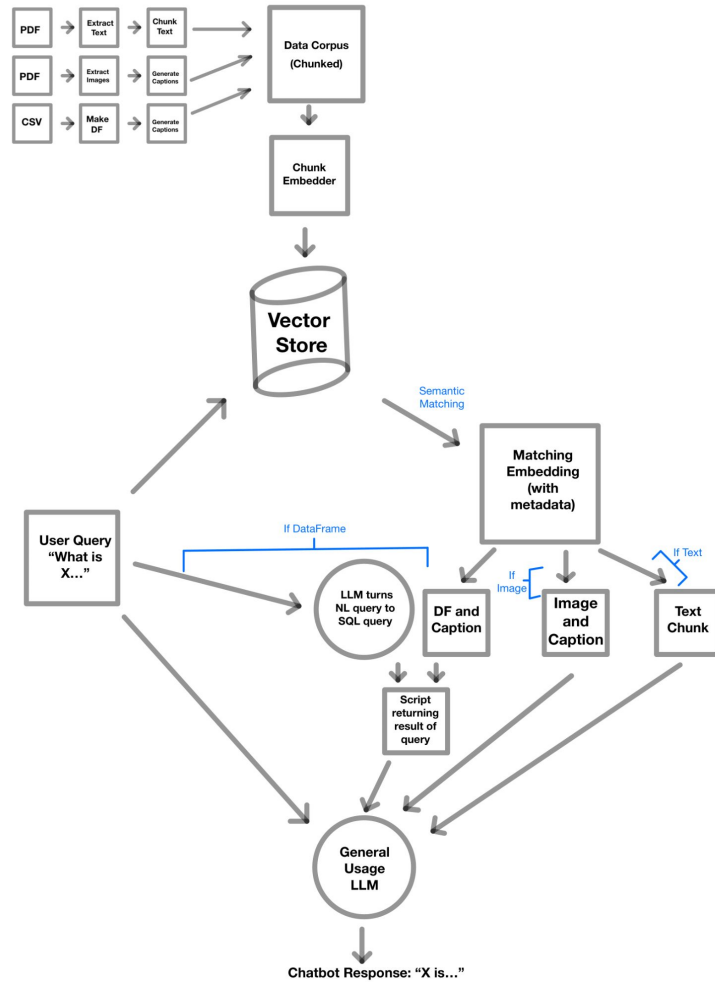 PDF
Extract
Text
Chunk
Text
PDF
Extract
Images
Generate
Captions
CSV
Make
DF
Generate
Captions
Data Corpus
(Chunked)
Chunk
Embedder
Vector
Store
Semantic
Matching
Matching
Embedding
(with
metadata)
User Query
“What is
X...”
If DataFrame
If
Image
If Text
LLM turns
NL query to
SQL query
DF and
Caption
Image
and
Caption
Text
Chunk
Script
returning
result of
query
General
Usage
LLM
Chatbot Response: “X is...”